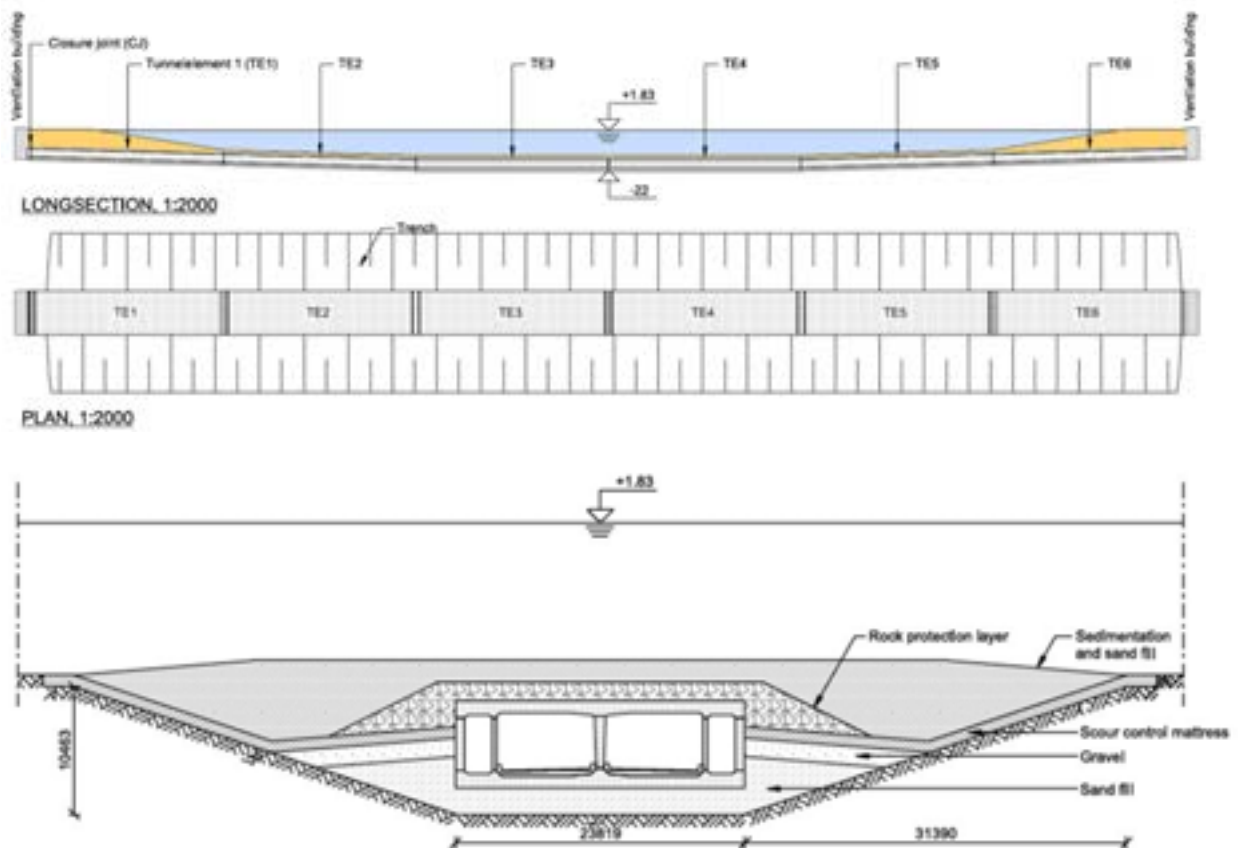 Ventilation building
Closure joint (CJ)
Tunnelelement 1 (TE1)
TE2
TE3
TE4
TE5
TE6
Ventilation building
+1.83
-22
LONGSECTION, 1:2000
Trench
TE1
TE2
TE3
TE4
TE5
TE6
PLAN, 1:2000
+1.83
Rock protection layer
Sedimentation
and sand fill
Scour control mattress
Gravel
Sand fill
10463
23819
31390